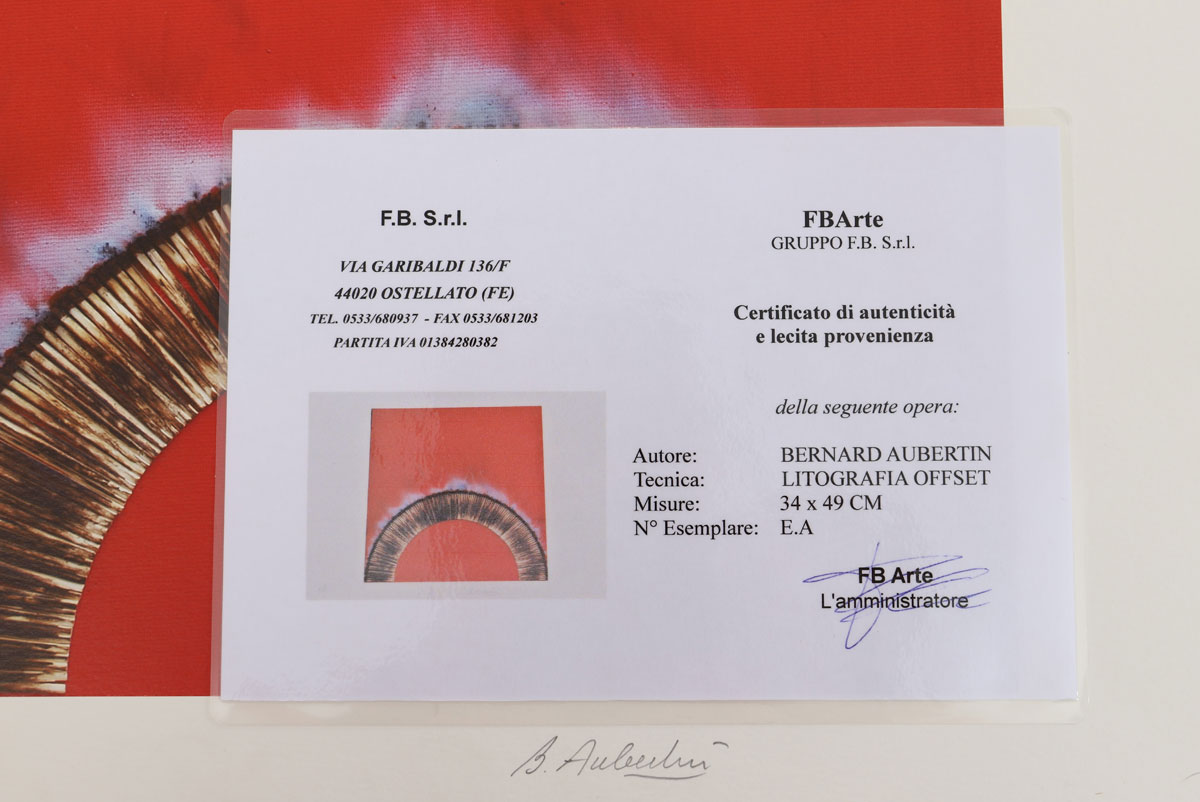 F.B. S.r.l.
VIA GARIBALDI 136/F
44020 OSTELLATO (FE)
TEL. 0533/680937 - FAX 0533/681203
PARTITA IVA 01384280382
FBArte
GRUPPO F.B. S.r.l.
Certificato di autenticità
e lecita provenienza
della seguente opera:
Autore: BERNARD AUBERTIN
Tecnica: LITOGRAFIA OFFSET
Misure: 34 x 49 CM
N° Esemplare: E.A
FB Arte
L'amministratore
B. Aubertin